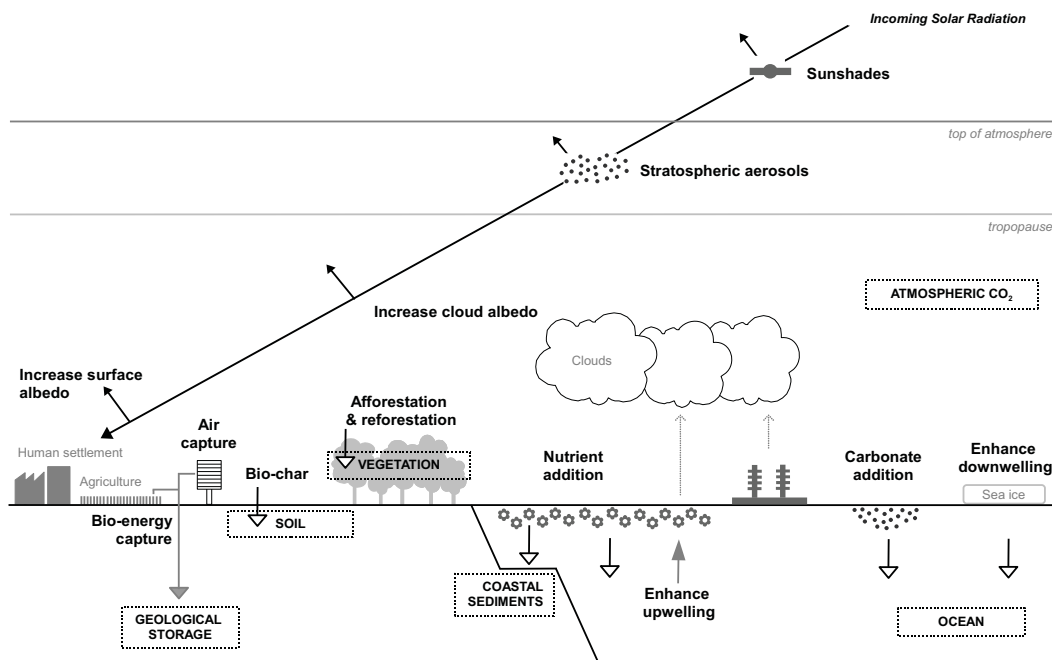 Incoming Solar Radiation
Sunshades
top of atmosphere
Stratospheric aerosols
tropopause
ATMOSPHERIC CO₂
Increase cloud albedo
Clouds
Increase surface
albedo
Afforestation
& reforestation
Air
capture
Human settlement
Agriculture
Bio-char
VEGETATION
Nutrient
addition
Carbonate
addition
Enhance
downwelling
Sea ice
Bio-energy
capture
SOIL
COASTAL
SEDIMENTS
Enhance
upwelling
GEOLOGICAL
STORAGE
OCEAN